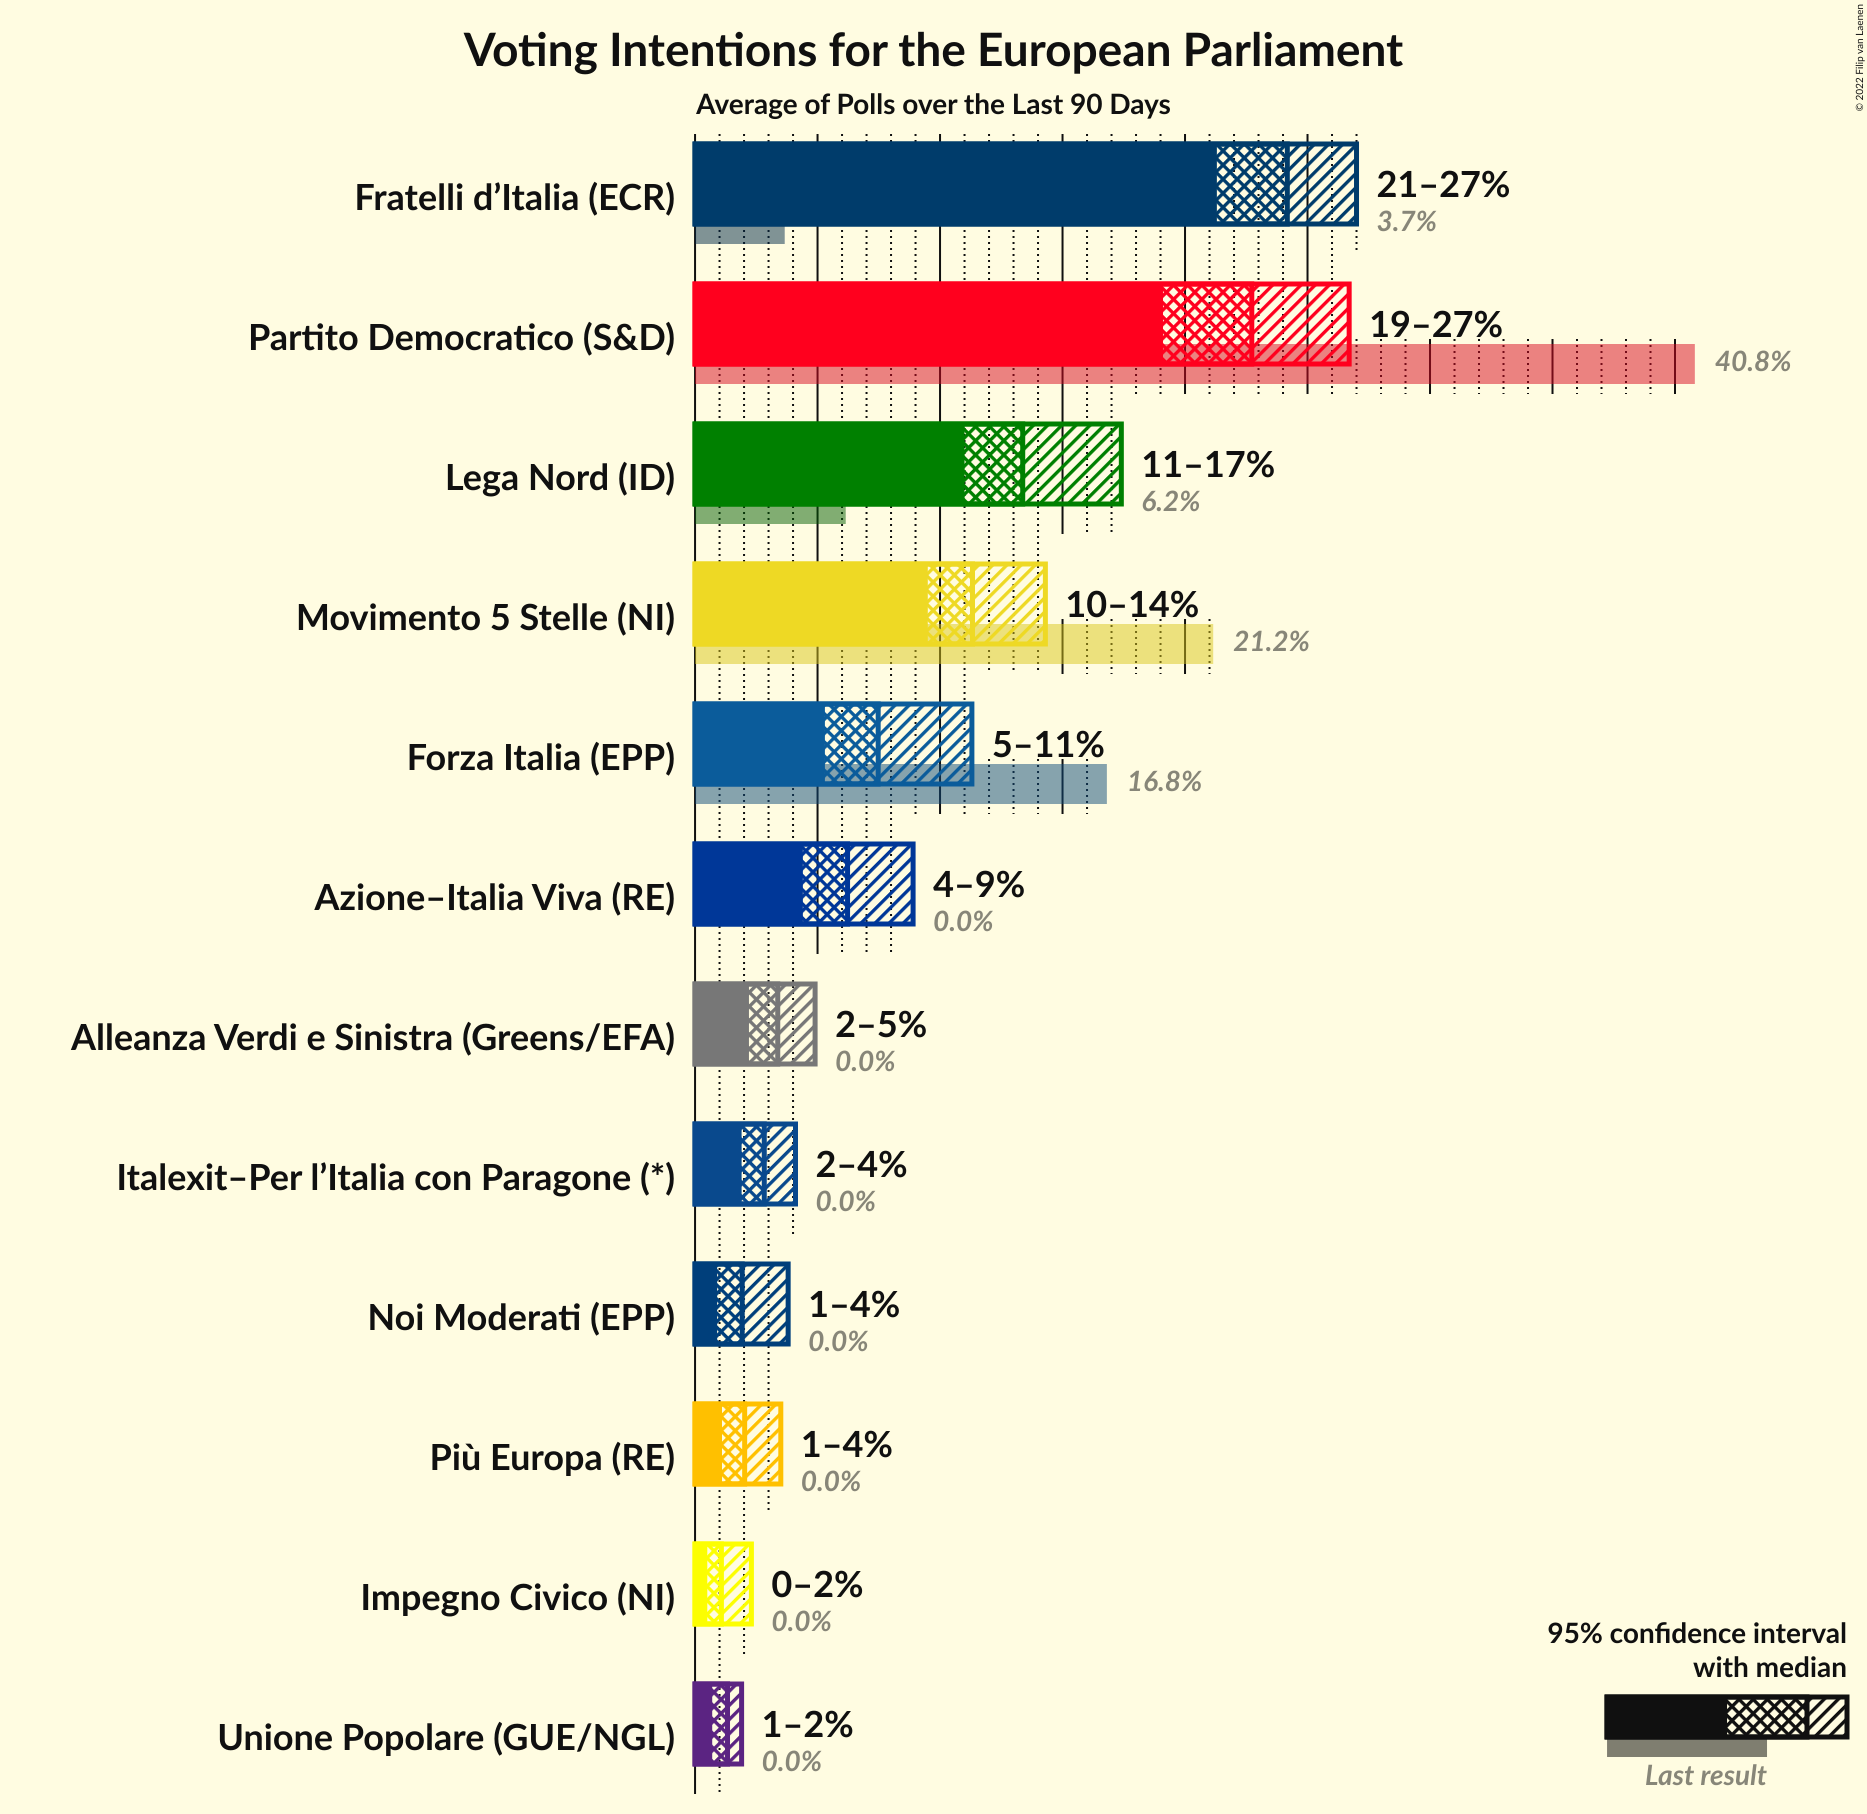 Voting Intentions for the European Parliament
Average of Polls over the Last 90 Days
© 2022 Filip van Laenen
Fratelli d’Italia (ECR)
21–27%
3.7%
Partito Democratico (S&D)
19–27%
40.8%
Lega Nord (ID)
11–17%
6.2%
Movimento 5 Stelle (NI)
10–14%
21.2%
Forza Italia (EPP)
5–11%
16.8%
Azione–Italia Viva (RE)
4–9%
0.0%
Alleanza Verdi e Sinistra (Greens/EFA)
2–5%
0.0%
Italexit–Per l’Italia con Paragone (*)
2–4%
0.0%
Noi Moderati (EPP)
1–4%
0.0%
Più Europa (RE)
1–4%
0.0%
Impegno Civico (NI)
0–2%
0.0%
Unione Popolare (GUE/NGL)
1–2%
0.0%
95% confidence interval
with median
Last result